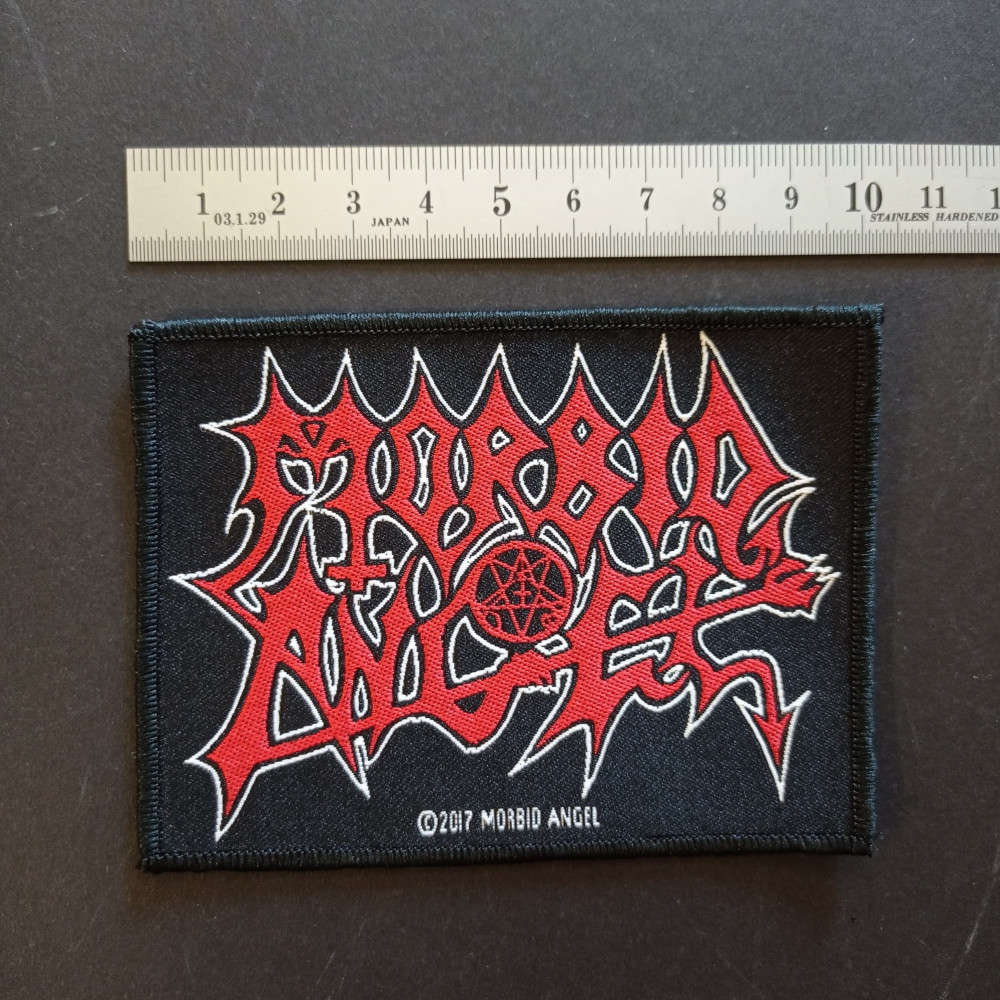 1 2 3 4 5 6 7 8 9 10 11 1
03.1.29 JAPAN STAINLESS HARDENED
MORBID
ANGEL
©2017 MORBID ANGEL